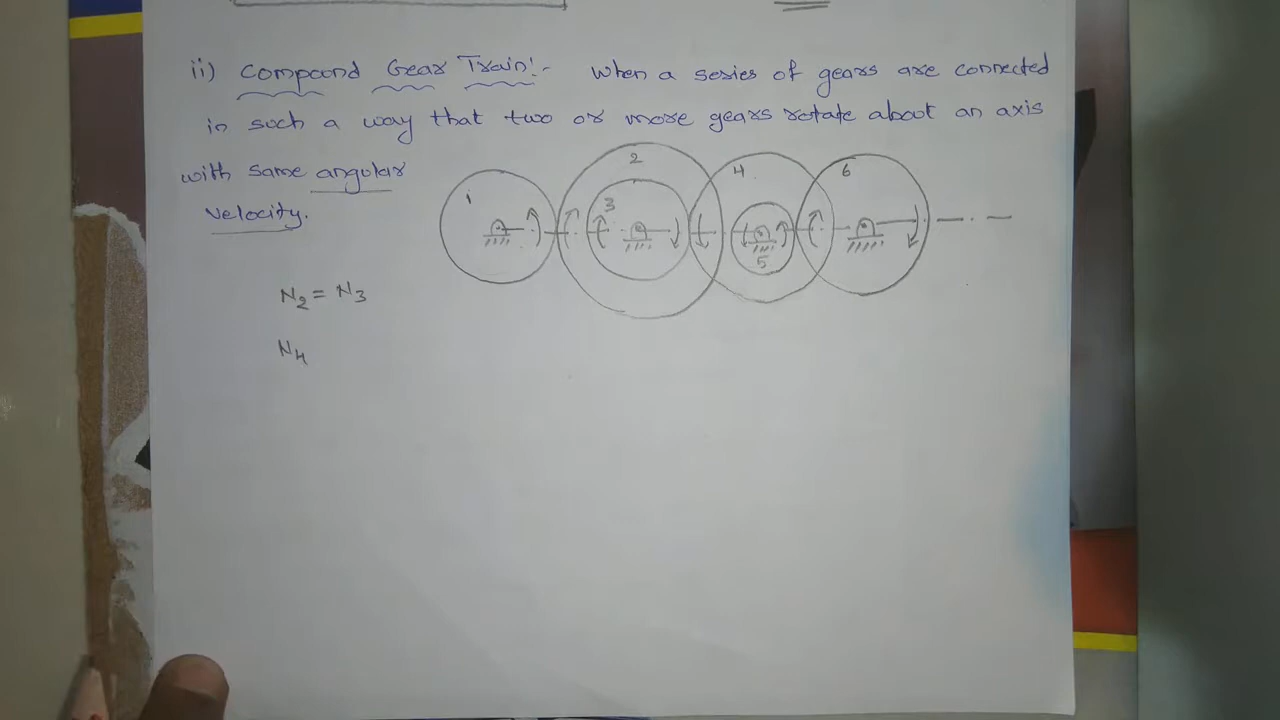 ii) Compound Gear Train:- When a series of gears are connected
in such a way that two or more gears rotate about an axis
with same angular
velocity.
1
2
3
4
5
6
N2 = N3
N4